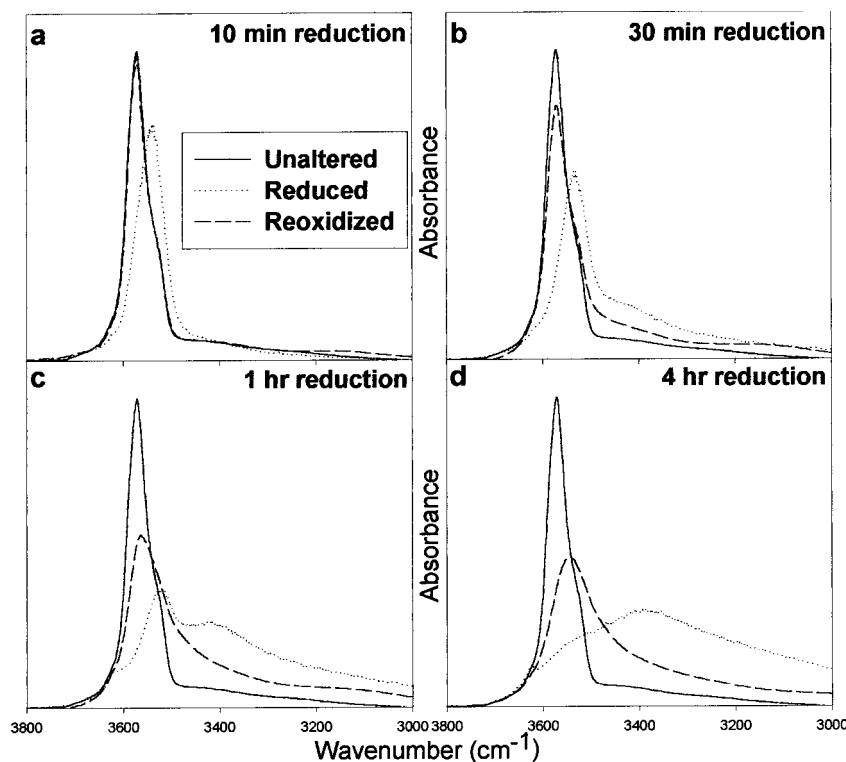 a
10 min reduction
b
30 min reduction
Unaltered
Reduced
Reoxidized
Absorbance
c
1 hr reduction
d
4 hr reduction
Absorbance
3800
3600
3400
3200
3000
3800
3600
3400
3200
3000
Wavenumber (cm⁻¹)